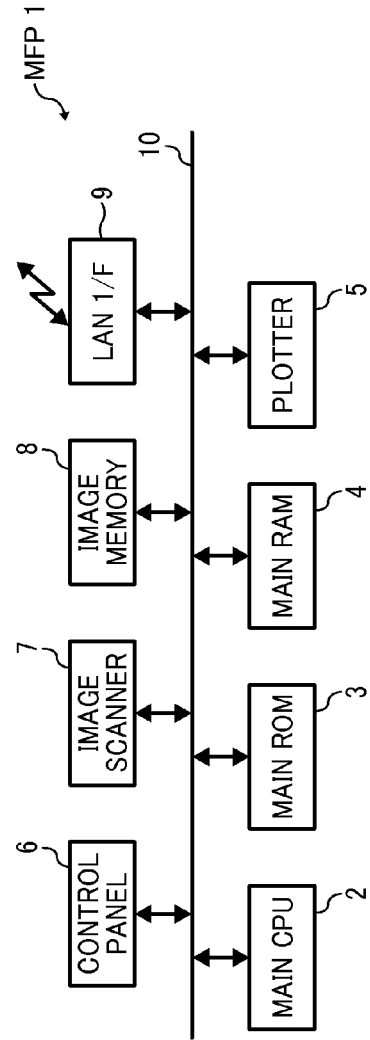 MFP 1
6
CONTROL
PANEL
7
IMAGE
SCANNER
8
IMAGE
MEMORY
9
LAN 1/F
10
MAIN CPU
2
MAIN ROM
3
MAIN RAM
4
PLOTTER
5